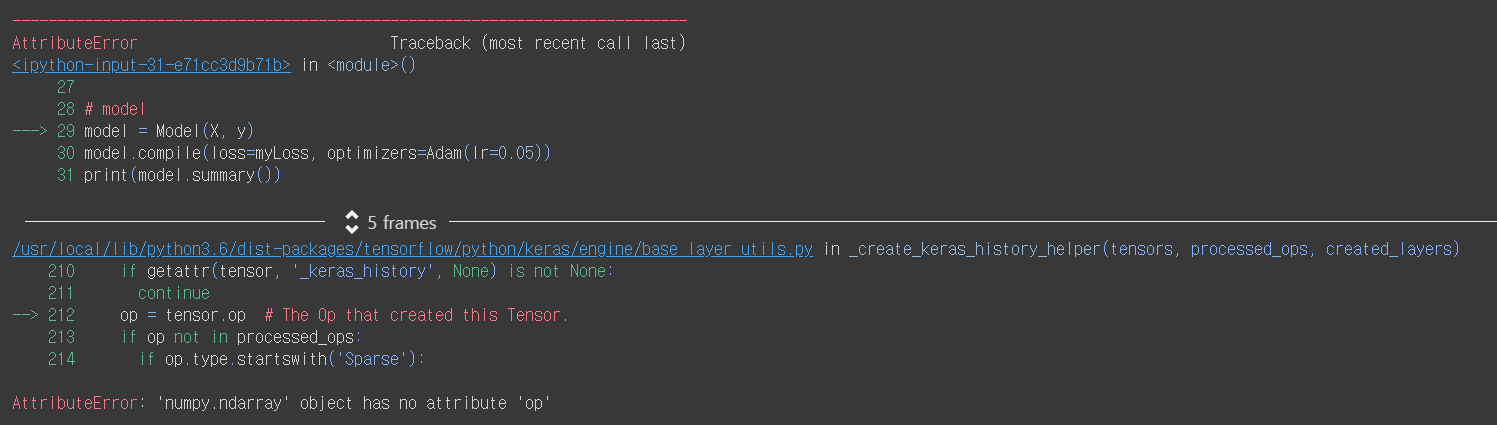 ---------------------------------------------------------------------------
AttributeError                            Traceback (most recent call last)
<ipython-input-31-e71cc3d9b71b> in <module>()
     27 
     28 # model
---> 29 model = Model(X, y)
     30 model.compile(loss=myLoss, optimizers=Adam(lr=0.05))
     31 print(model.summary())
5 frames
/usr/local/lib/python3.6/dist-packages/tensorflow/python/keras/engine/base_layer_utils.py in _create_keras_history_helper(tensors, processed_ops, created_layers)
    210     if getattr(tensor, '_keras_history', None) is not None:
    211       continue
--> 212     op = tensor.op  # The Op that created this Tensor.
    213     if op not in processed_ops:
    214       if op.type.startswith('Sparse'):
AttributeError: 'numpy.ndarray' object has no attribute 'op'